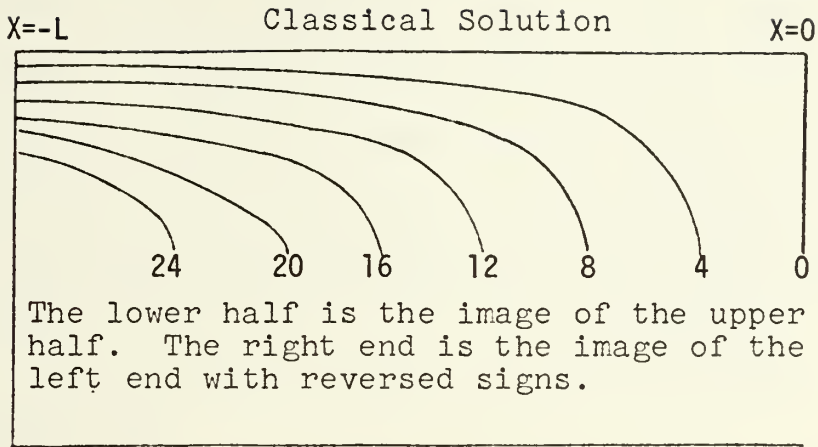 Classical Solution
X=-L X=0
24 20 16 12 8 4 0
The lower half is the image of the upper
half. The right end is the image of the
left end with reversed signs.